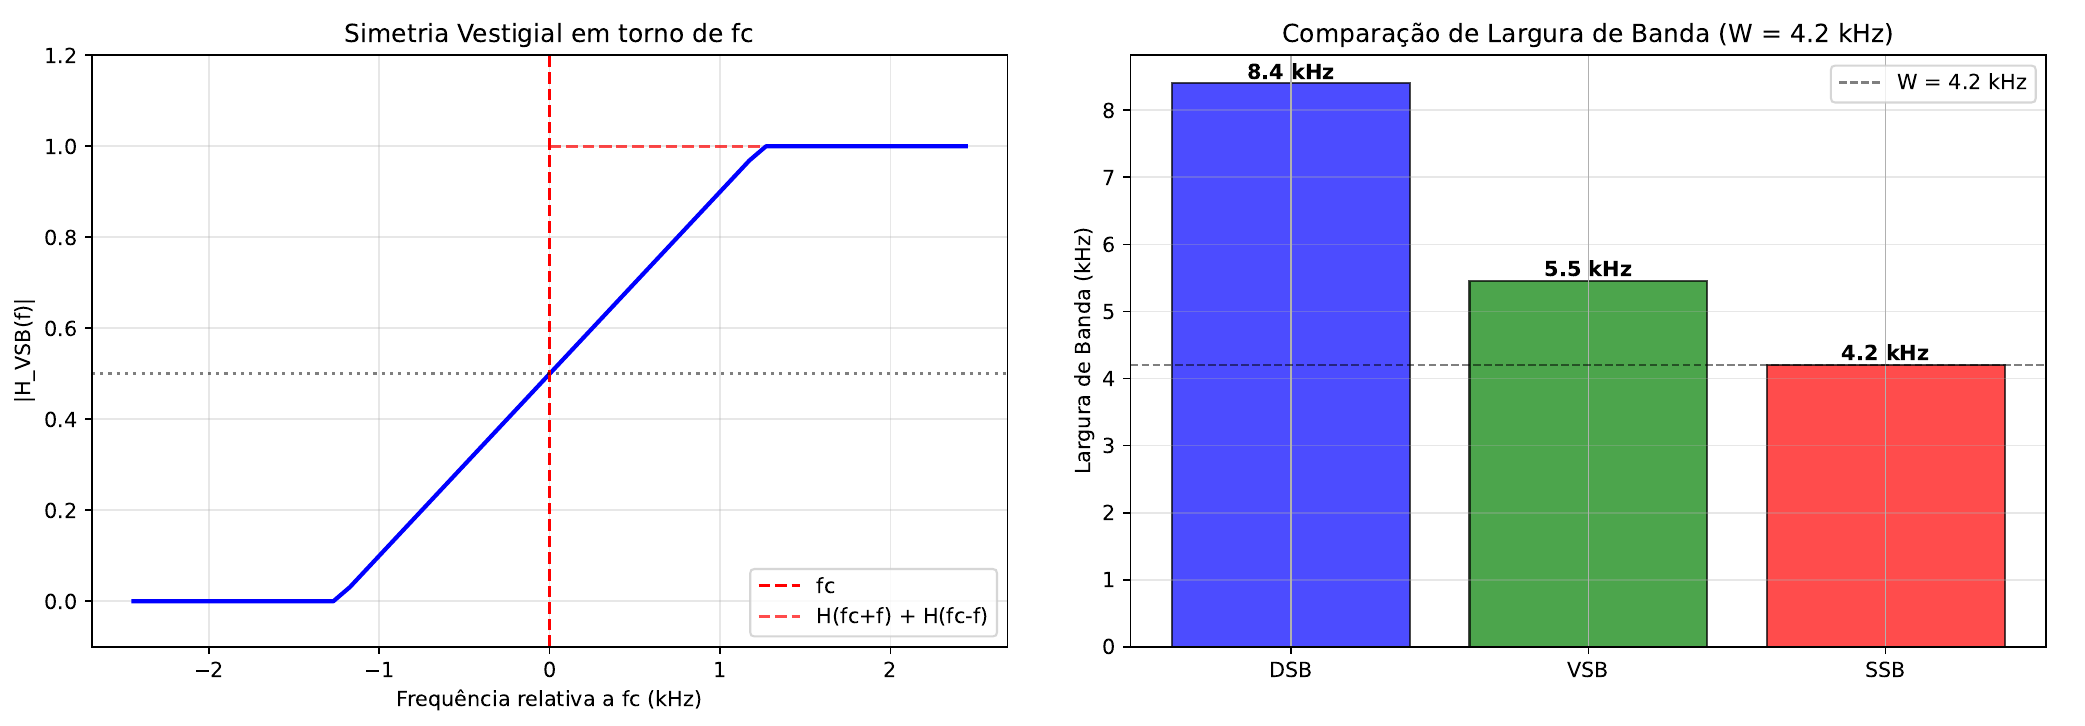 Simetria Vestigial em torno de fc
1.2
1.0
0.8
0.6
0.4
0.2
0.0
|H_VSB(f)|
fc
H(fc+f) + H(fc-f)
−2
−1
0
1
2
Frequência relativa a fc (kHz)
Comparação de Largura de Banda (W = 4.2 kHz)
W = 4.2 kHz
8.4 kHz
5.5 kHz
4.2 kHz
8
7
6
5
4
3
2
1
0
Largura de Banda (kHz)
DSB
VSB
SSB